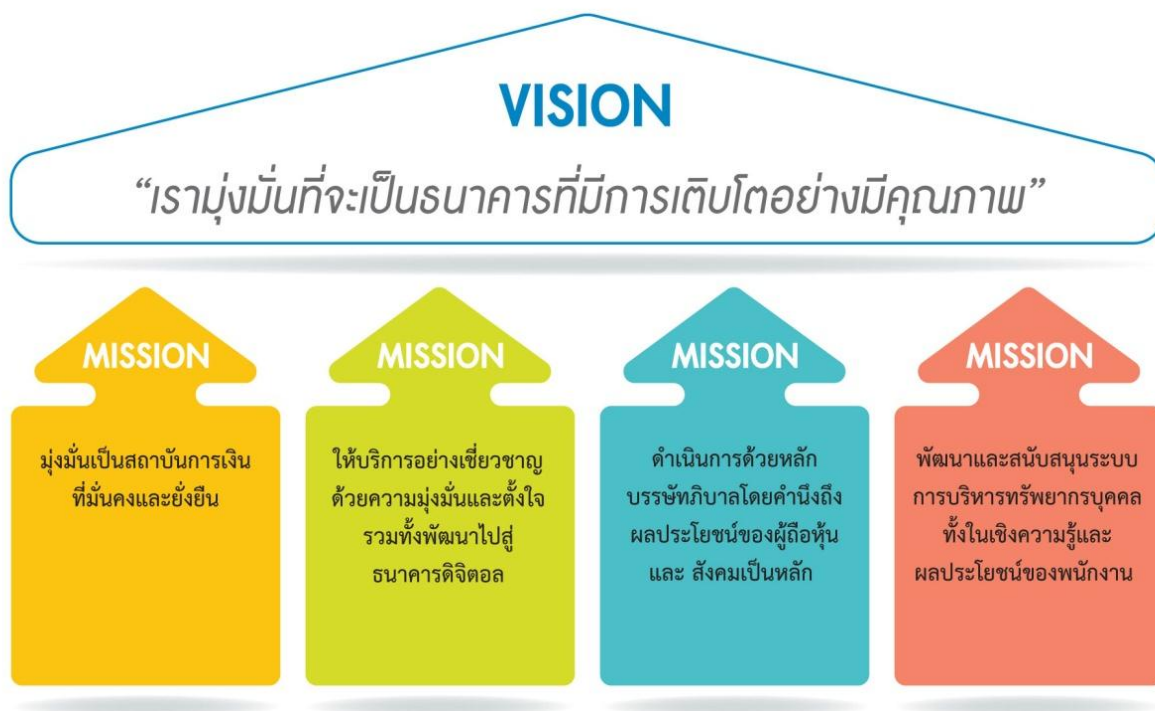 VISION
“เรามุ่งมั่นที่จะเป็นธนาคารที่มีการเติบโตอย่างมีคุณภาพ”
MISSION
มุ่งมั่นเป็นสถาบันการเงิน
ที่มั่นคงและยั่งยืน
MISSION
ให้บริการอย่างเชี่ยวชาญ
ด้วยความมุ่งมั่นและตั้งใจ
รวมทั้งพัฒนาไปสู่
ธนาคารดิจิตอล
MISSION
ดำเนินการด้วยหลัก
บรรษัทภิบาลโดยคำนึงถึง
ผลประโยชน์ของผู้ถือหุ้น
และ สังคมเป็นหลัก
MISSION
พัฒนาและสนับสนุนระบบ
การบริหารทรัพยากรบุคคล
ทั้งในเชิงความรู้และ
ผลประโยชน์ของพนักงาน